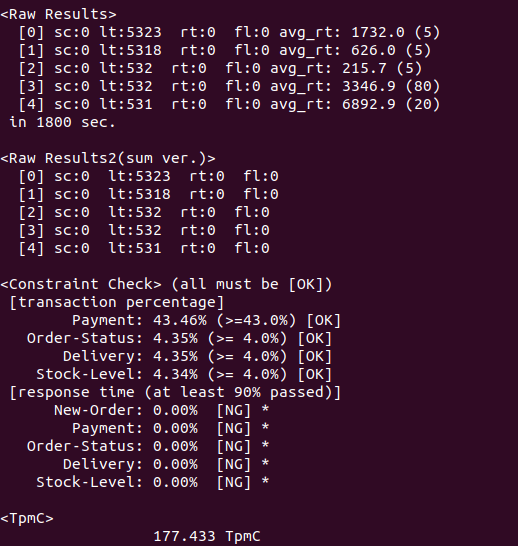 <Raw Results>
  [0] sc:0 lt:5323  rt:0  fl:0 avg_rt: 1732.0 (5)
  [1] sc:0 lt:5318  rt:0  fl:0 avg_rt: 626.0 (5)
  [2] sc:0 lt:532  rt:0  fl:0 avg_rt: 215.7 (5)
  [3] sc:0 lt:532  rt:0  fl:0 avg_rt: 3346.9 (80)
  [4] sc:0 lt:531  rt:0  fl:0 avg_rt: 6892.9 (20)
 in 1800 sec.

<Raw Results2(sum ver.)>
  [0] sc:0  lt:5323  rt:0  fl:0
  [1] sc:0  lt:5318  rt:0  fl:0
  [2] sc:0  lt:532  rt:0  fl:0
  [3] sc:0  lt:532  rt:0  fl:0
  [4] sc:0  lt:531  rt:0  fl:0

<Constraint Check> (all must be [OK])
 [transaction percentage]
        Payment: 43.46% (>=43.0%) [OK]
   Order-Status: 4.35% (>= 4.0%) [OK]
       Delivery: 4.35% (>= 4.0%) [OK]
    Stock-Level: 4.34% (>= 4.0%) [OK]
 [response time (at least 90% passed)]
      New-Order: 0.00%  [NG] *
        Payment: 0.00%  [NG] *
   Order-Status: 0.00%  [NG] *
       Delivery: 0.00%  [NG] *
    Stock-Level: 0.00%  [NG] *

<TpmC>
                 177.433 TpmC